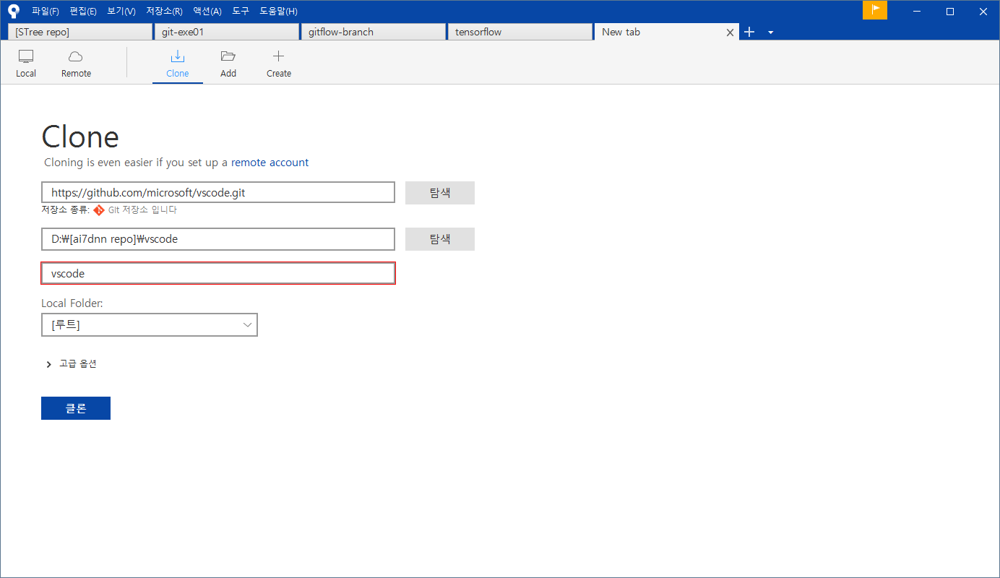 파일(F) 편집(E) 보기(V) 저장소(R) 액션(A) 도구 도움말(H)
[STree repo] git-exe01 gitflow-branch tensorflow New tab
Local Remote Clone Add Create
Clone
Cloning is even easier if you set up a remote account
https://github.com/microsoft/vscode.git 탐색
저장소 종류: Git 저장소 입니다
D:₩[ai7dnn repo]₩vscode 탐색
vscode
Local Folder:
[루트]
고급 옵션
클론